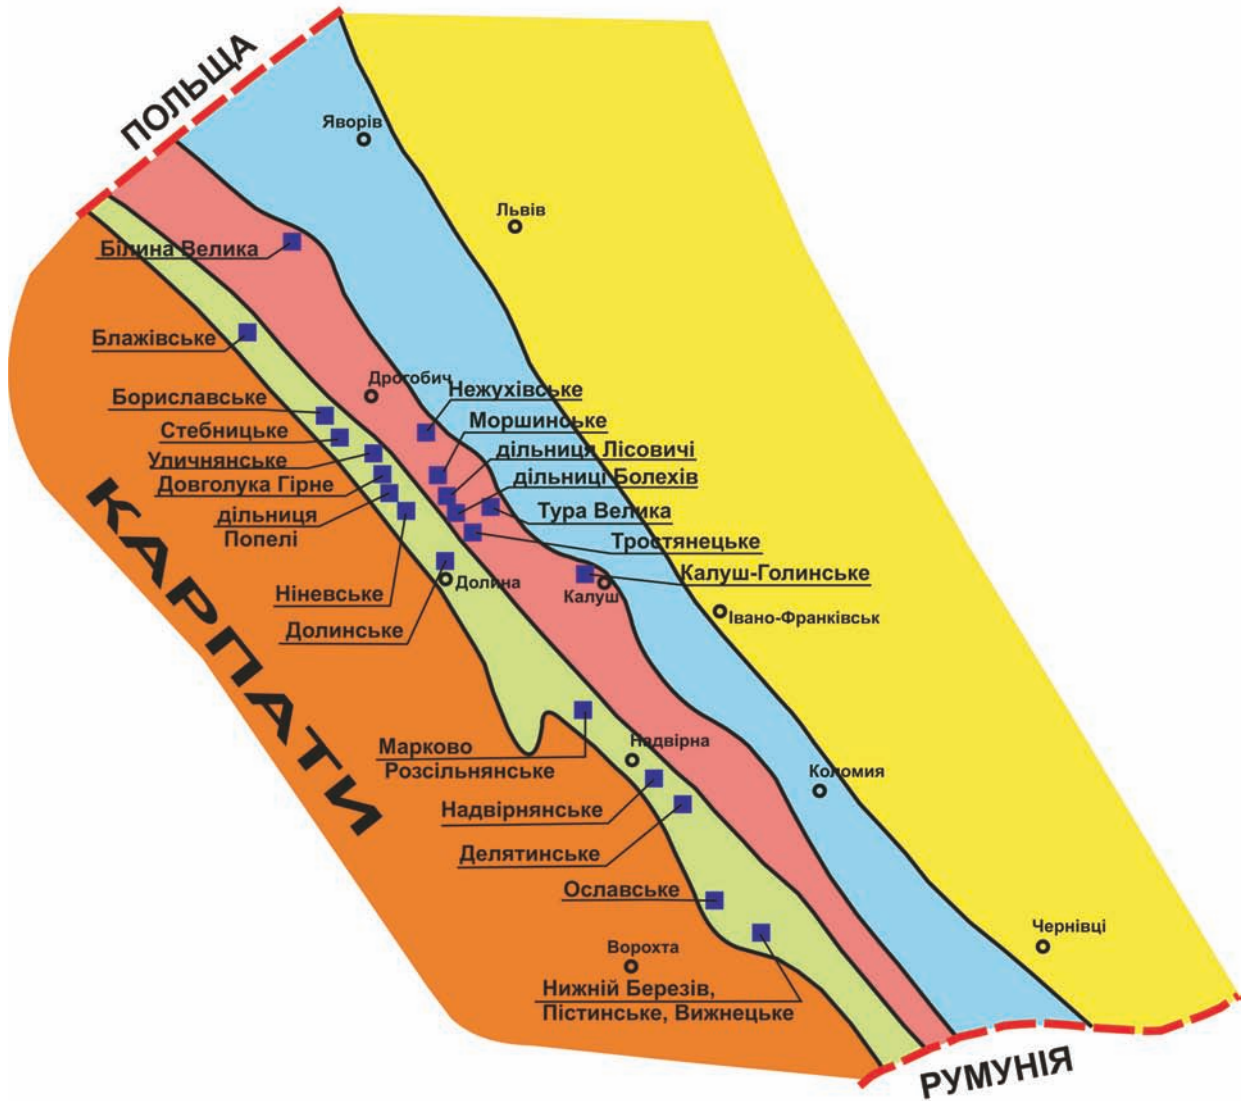 ПОЛЬЩА
Яворів
Львів
Білина Велика
Блажівське
Дрогобич
Нежухівське
Бориславське
Моршинське
Стебницьке
дільниця Лісовичі
Уличнянське
дільниці Болехів
Довголука Гірне
Тура Велика
дільниця
Попелі
Тростянецьке
КАРПАТИ
Калуш-Голинське
Долина
Калуш
Ніневське
Івано-Франківськ
Долинське
Марково
Розсільнянське
Надвірна
Коломия
Надвірнянське
Делятинське
Ославське
Чернівці
Ворохта
Нижній Березів,
Пістинське, Вижнецьке
РУМУНІЯ